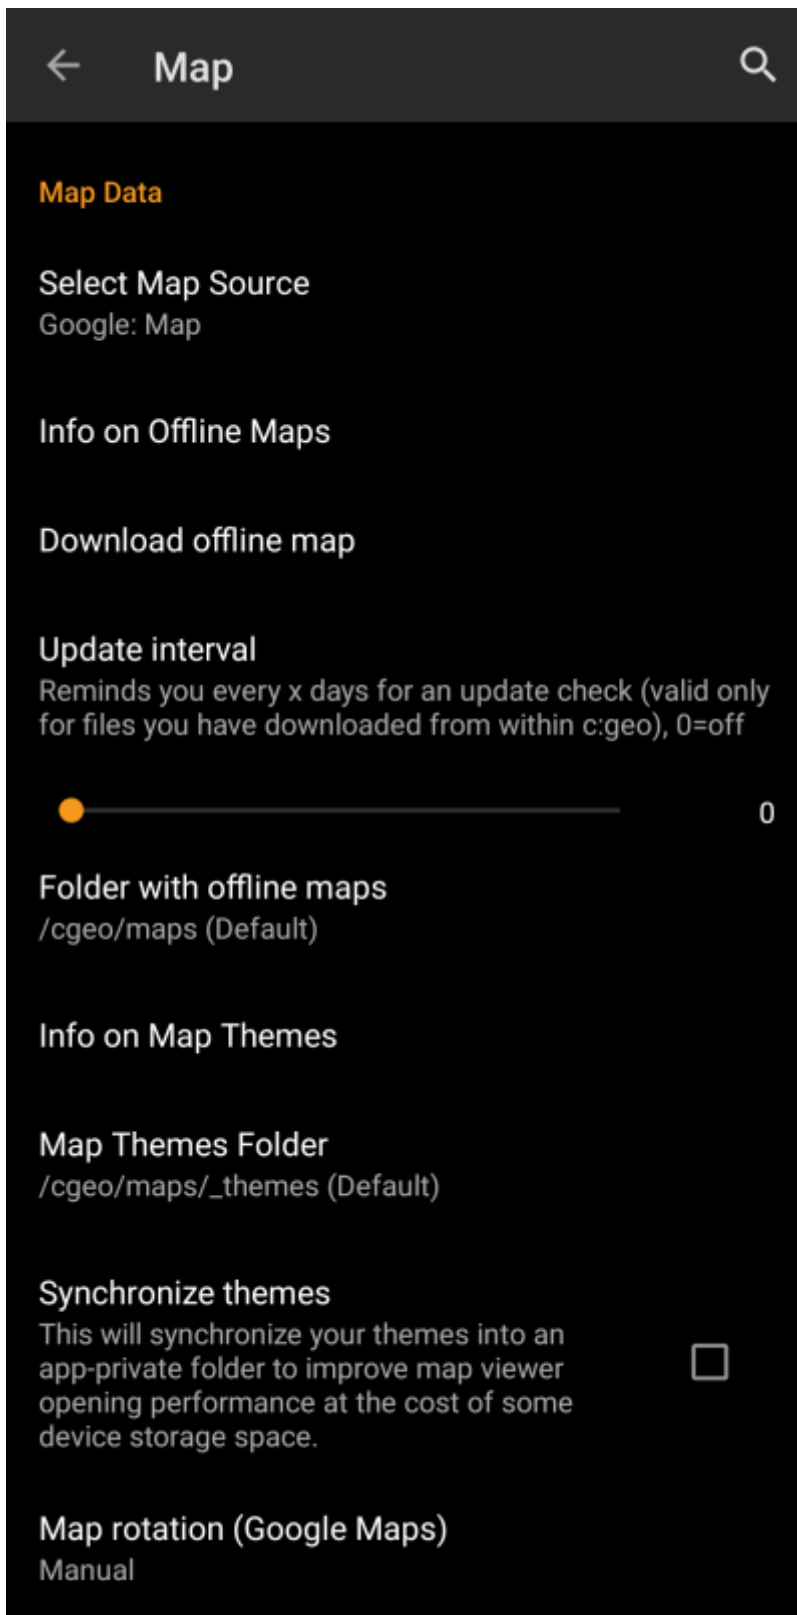 Map
Map Data
Select Map Source
Google: Map
Info on Offline Maps
Download offline map
Update interval
Reminds you every x days for an update check (valid only
for files you have downloaded from within c:geo), 0=off
0
Folder with offline maps
/cgeo/maps (Default)
Info on Map Themes
Map Themes Folder
/cgeo/maps/_themes (Default)
Synchronize themes
This will synchronize your themes into an
app-private folder to improve map viewer
opening performance at the cost of some
device storage space.
Map rotation (Google Maps)
Manual